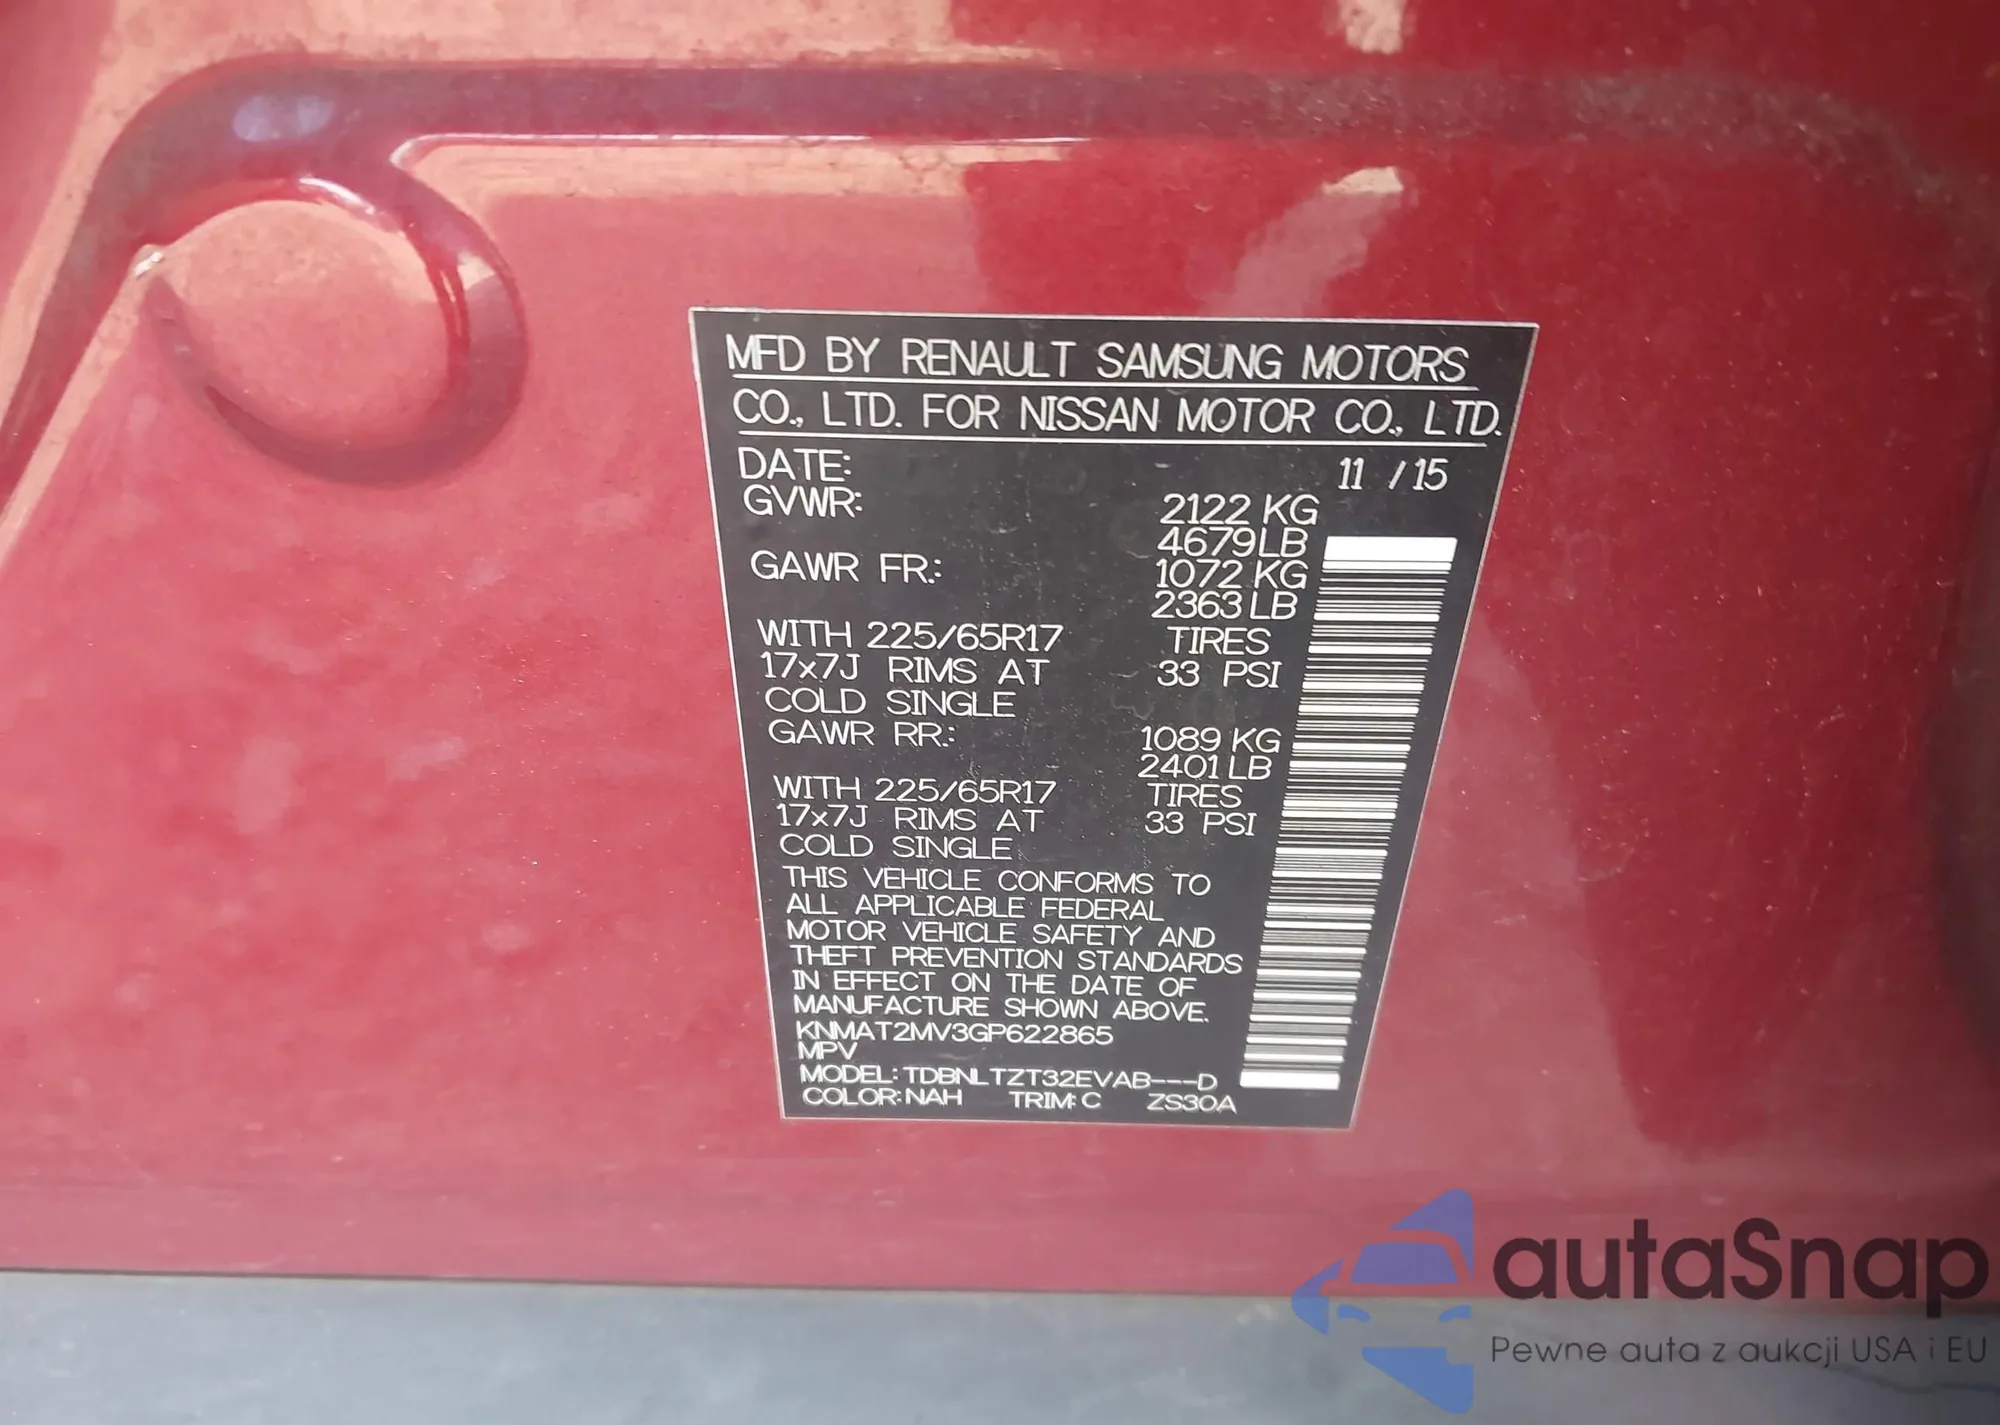 MFD BY RENAULT SAMSUNG MOTORS
CO., LTD. FOR NISSAN MOTOR CO., LTD.
DATE: 11 /15
GVWR: 2122 KG
4679 LB
GAWR FR.: 1072 KG
2363 LB
WITH 225/65R17 TIRES
17x7J RIMS AT 33 PSI
COLD SINGLE
GAWR RR.: 1089 KG
2401 LB
WITH 225/65R17 TIRES
17x7J RIMS AT 33 PSI
COLD SINGLE
THIS VEHICLE CONFORMS TO
ALL APPLICABLE FEDERAL
MOTOR VEHICLE SAFETY AND
THEFT PREVENTION STANDARDS
IN EFFECT ON THE DATE OF
MANUFACTURE SHOWN ABOVE.
KNMAT2MV3GP622865
MPV
MODEL: TDBNLTZT32EVAB---D
COLOR: NAH TRIM: C ZS30A
autaSnap
Pewne auta z aukcji USA i EU